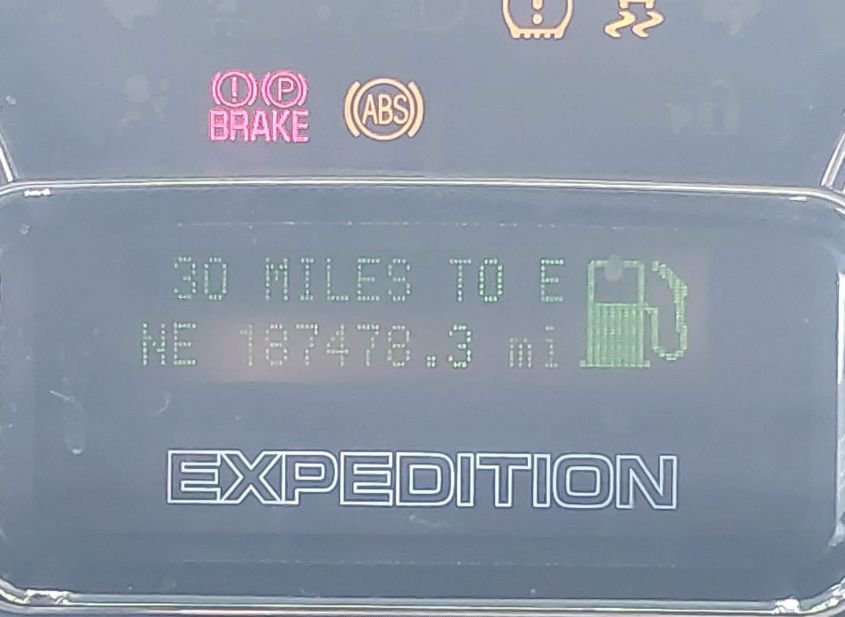 ! P
BRAKE
ABS
!
30 MILES TO E
NE 187478.3 mi
EXPEDITION